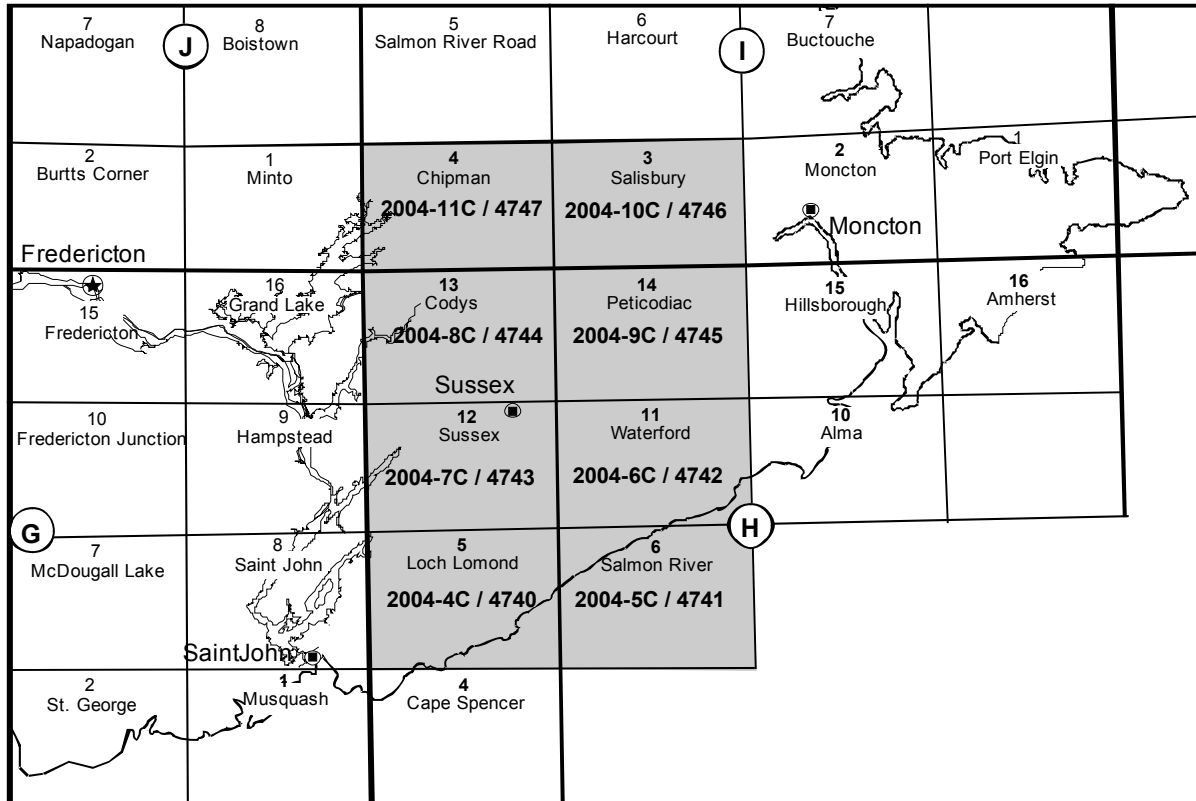 7
Napadogan
J
8
Boistown
5
Salmon River Road
6
Harcourt
I
7
Buctouche
2
Burtts Corner
1
Minto
4
Chipman
2004-11C / 4747
3
Salisbury
2004-10C / 4746
2
Moncton
Moncton
1
Port Elgin
Fredericton
15
Fredericton
16
Grand Lake
13
Codys
2004-8C / 4744
14
Peticodiac
2004-9C / 4745
15
Hillsborough
16
Amherst
Sussex
10
Fredericton Junction
9
Hampstead
12
Sussex
2004-7C / 4743
11
Waterford
2004-6C / 4742
10
Alma
G
H
7
McDougall Lake
8
Saint John
5
Loch Lomond
2004-4C / 4740
6
Salmon River
2004-5C / 4741
SaintJohn
2
St. George
1
Musquash
4
Cape Spencer